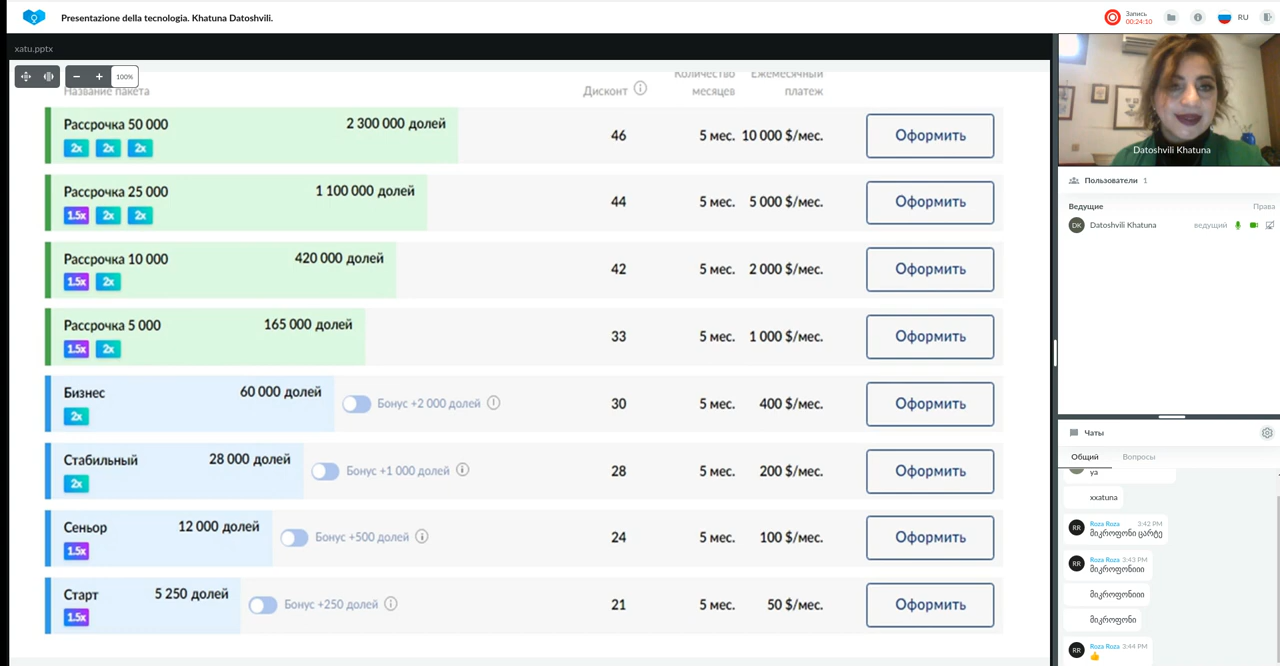 Presentazione della tecnologia. Khatuna Datoshvili.
Запись
00:24:10
RU
xatu.pptx
100%
Название пакета
Дисконт
Количество
месяцев
Ежемесячный
платеж
Рассрочка 50 000
2 300 000 долей
2x 2x 2x
46
5 мес.
10 000 $/мес.
Оформить
Рассрочка 25 000
1 100 000 долей
1.5x 2x 2x
44
5 мес.
5 000 $/мес.
Оформить
Рассрочка 10 000
420 000 долей
1.5x 2x
42
5 мес.
2 000 $/мес.
Оформить
Рассрочка 5 000
165 000 долей
1.5x 2x
33
5 мес.
1 000 $/мес.
Оформить
Бизнес
60 000 долей
2x
Бонус +2 000 долей
30
5 мес.
400 $/мес.
Оформить
Стабильный
28 000 долей
2x
Бонус +1 000 долей
28
5 мес.
200 $/мес.
Оформить
Сеньор
12 000 долей
1.5x
Бонус +500 долей
24
5 мес.
100 $/мес.
Оформить
Старт
5 250 долей
1.5x
Бонус +250 долей
21
5 мес.
50 $/мес.
Оформить
Datoshvili Khatuna
Пользователи 1
Ведущие
Права
DK
Datoshvili Khatuna
ведущий
Чаты
Общий
Вопросы
ya
xxatuna
RR
Roza Roza 3:42 PM
მიკროფონი ცარტე
RR
Roza Roza 3:43 PM
მიკროფონიიი
მიკროფონიიი
მიკროფონი
RR
Roza Roza 3:44 PM
👍